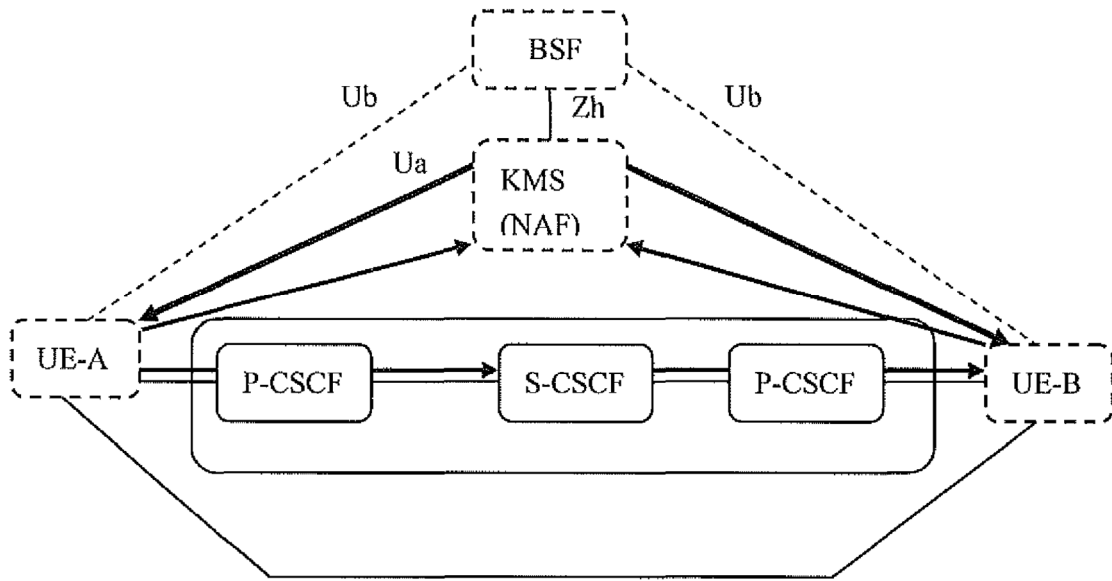 BSF
Ub
Ub
Zh
Ua
KMS
(NAF)
UE-A
P-CSCF
S-CSCF
P-CSCF
UE-B